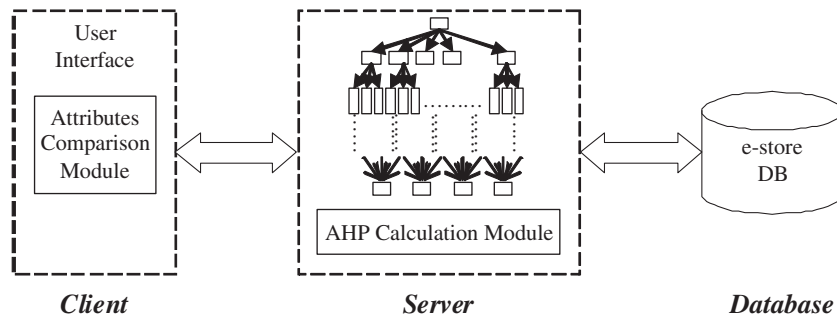 User
Interface
Attributes
Comparison
Module
AHP Calculation Module
e-store
DB
Client
Server
Database